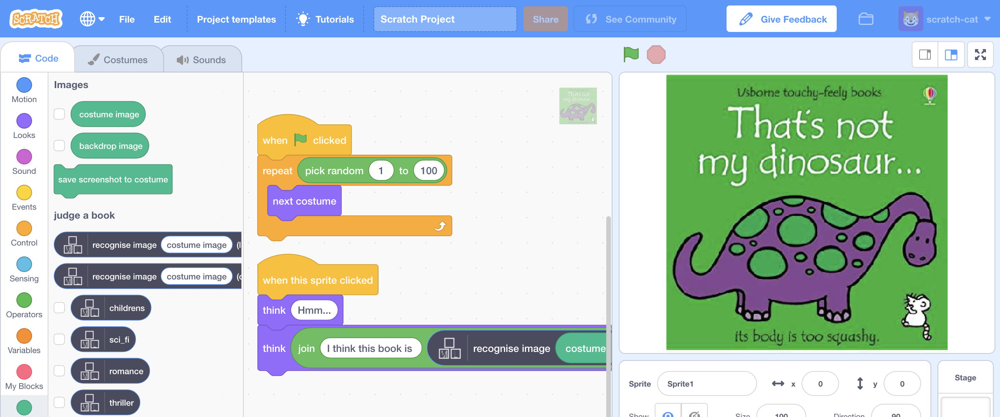 SCRATCH
File
Edit
Project templates
Tutorials
Scratch Project
Share
See Community
Give Feedback
scratch-cat
Code
Costumes
Sounds
Motion
Looks
Sound
Events
Control
Sensing
Operators
Variables
My Blocks
Images
costume image
backdrop image
save screenshot to costume
judge a book
recognise image costume image (l
recognise image costume image (c
childrens
sci_fi
romance
thriller
when clicked
repeat pick random 1 to 100
next costume
when this sprite clicked
think Hmm...
think join I think this book is recognise image costume
That's not
my dinosaur...
Usborne touchy-feely books
That's not
my dinosaur...
its body is too squashy.
Sprite Sprite1 x 0 y 0
Show Size 100 Direction 90
Stage